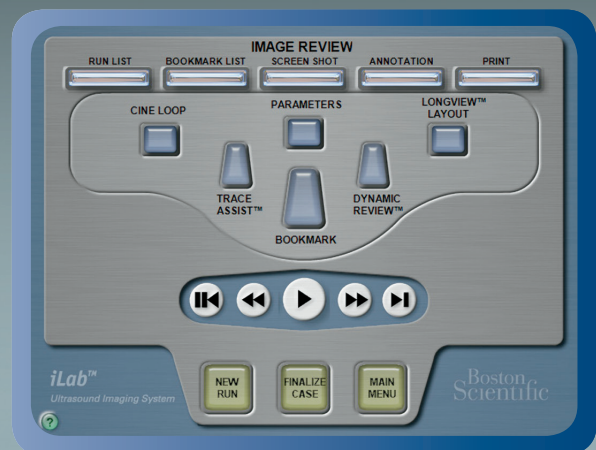 IMAGE REVIEW
RUN LIST
BOOKMARK LIST
SCREEN SHOT
ANNOTATION
PRINT
CINE LOOP
PARAMETERS
LONGVIEW™
LAYOUT
TRACE
ASSIST™
DYNAMIC
REVIEW™
BOOKMARK
NEW
RUN
FINALIZE
CASE
MAIN
MENU
iLab™
Ultrasound Imaging System
Boston
Scientific
?